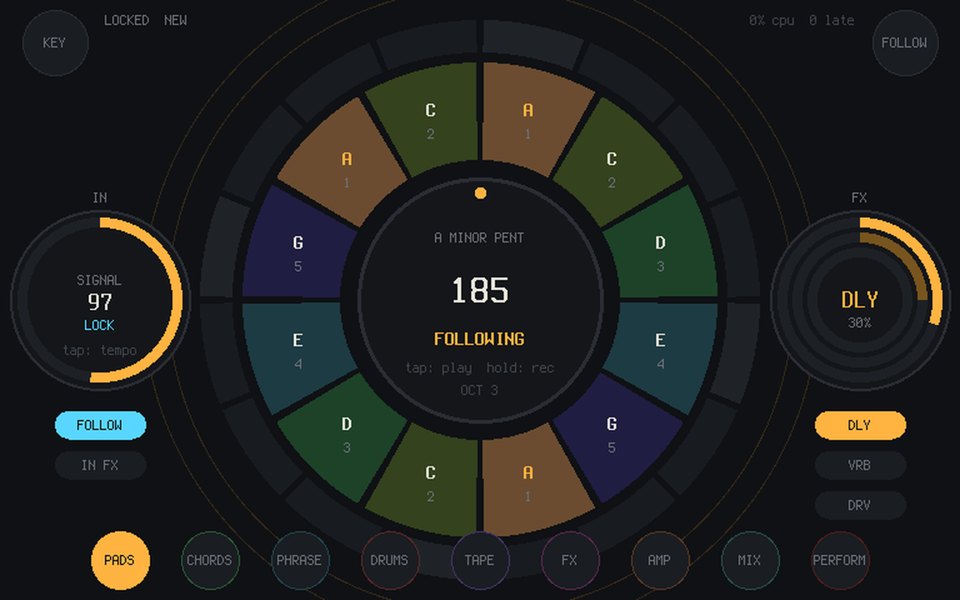 LOCKED  NEW
0% cpu  0 late
KEY
FOLLOW
C
2
A
1
A
1
C
2
IN
FX
G
5
A MINOR PENT
D
3
SIGNAL
97
LOCK
tap: tempo
185
DLY
30%
E
4
FOLLOWING
E
4
tap: play  hold: rec
OCT 3
FOLLOW
D
3
G
5
DLY
IN FX
C
2
A
1
VRB
DRV
PADS
CHORDS
PHRASE
DRUMS
TAPE
FX
AMP
MIX
PERFORM